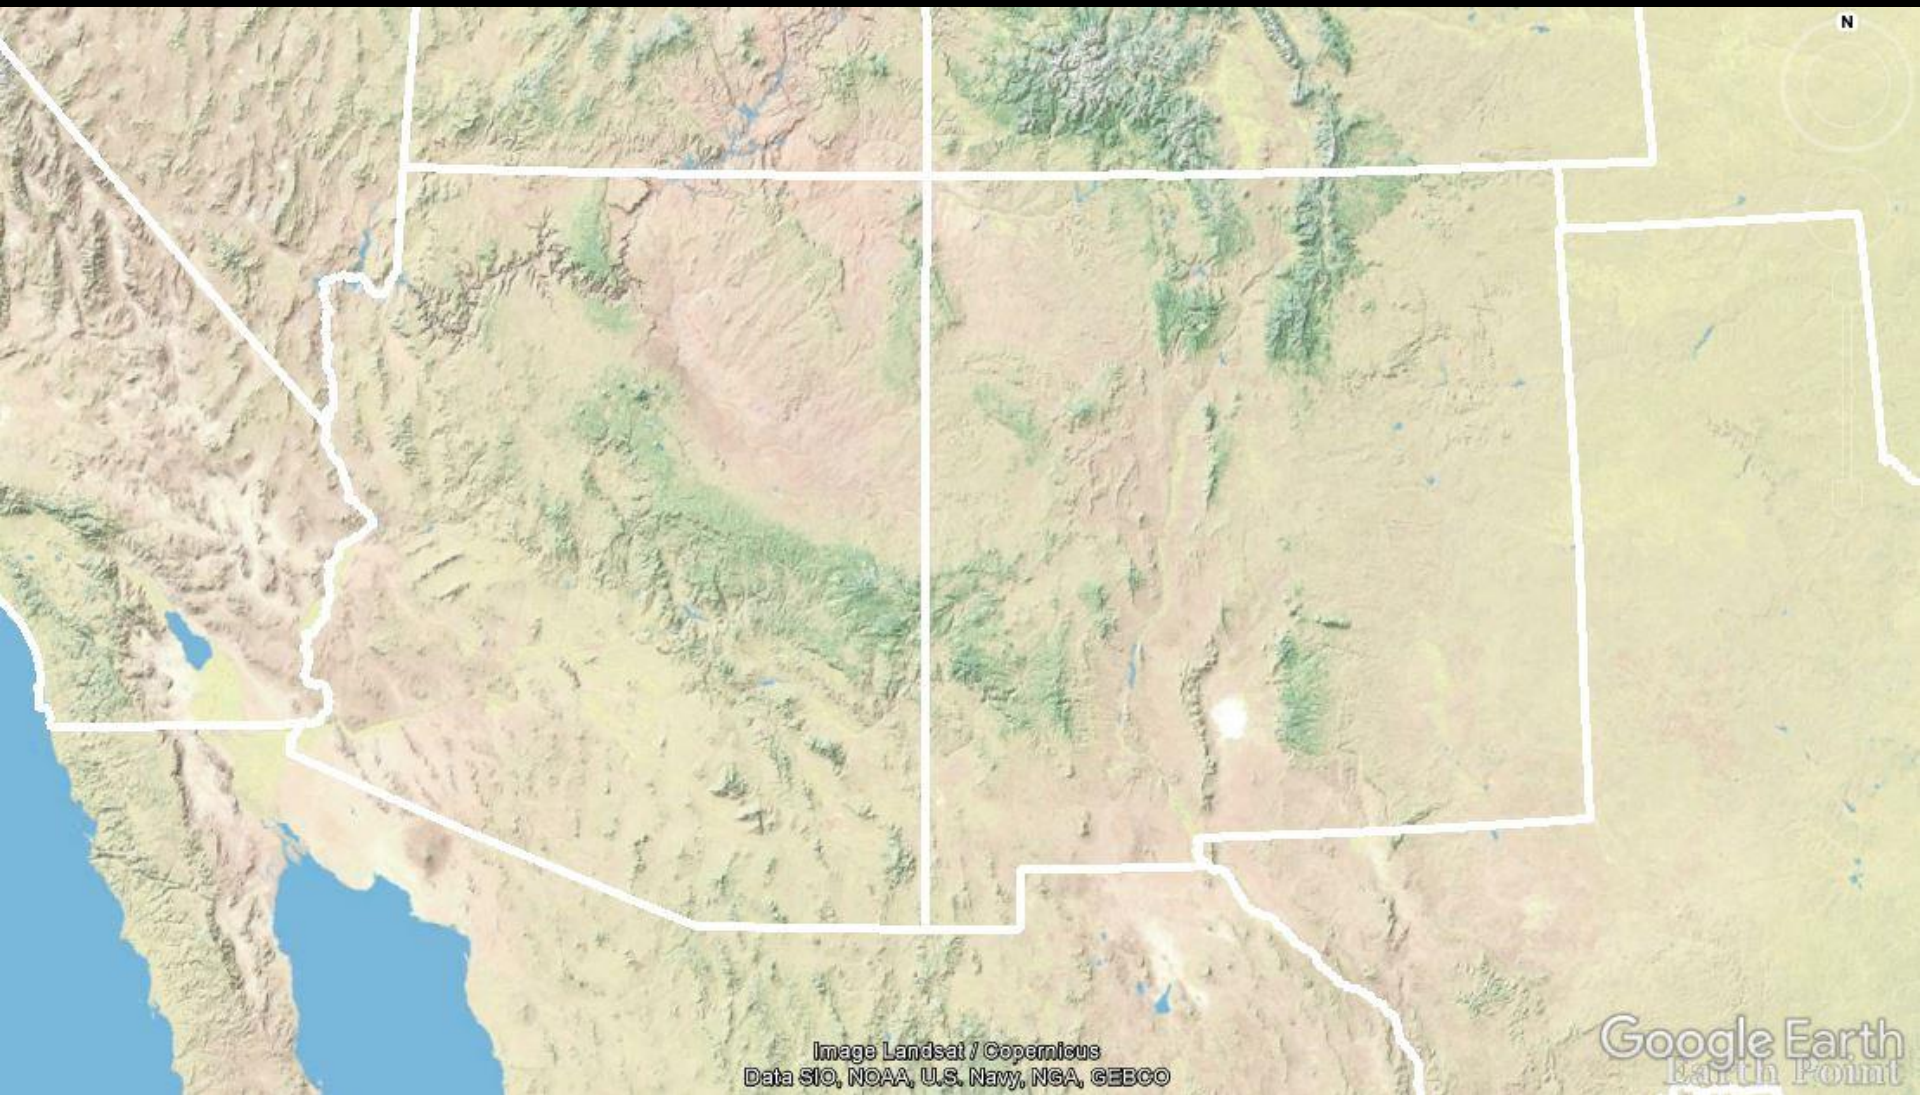 N
Image Landsat / Copernicus
Data SIO, NOAA, U.S. Navy, NGA, GEBCO
Google Earth
Earth Point